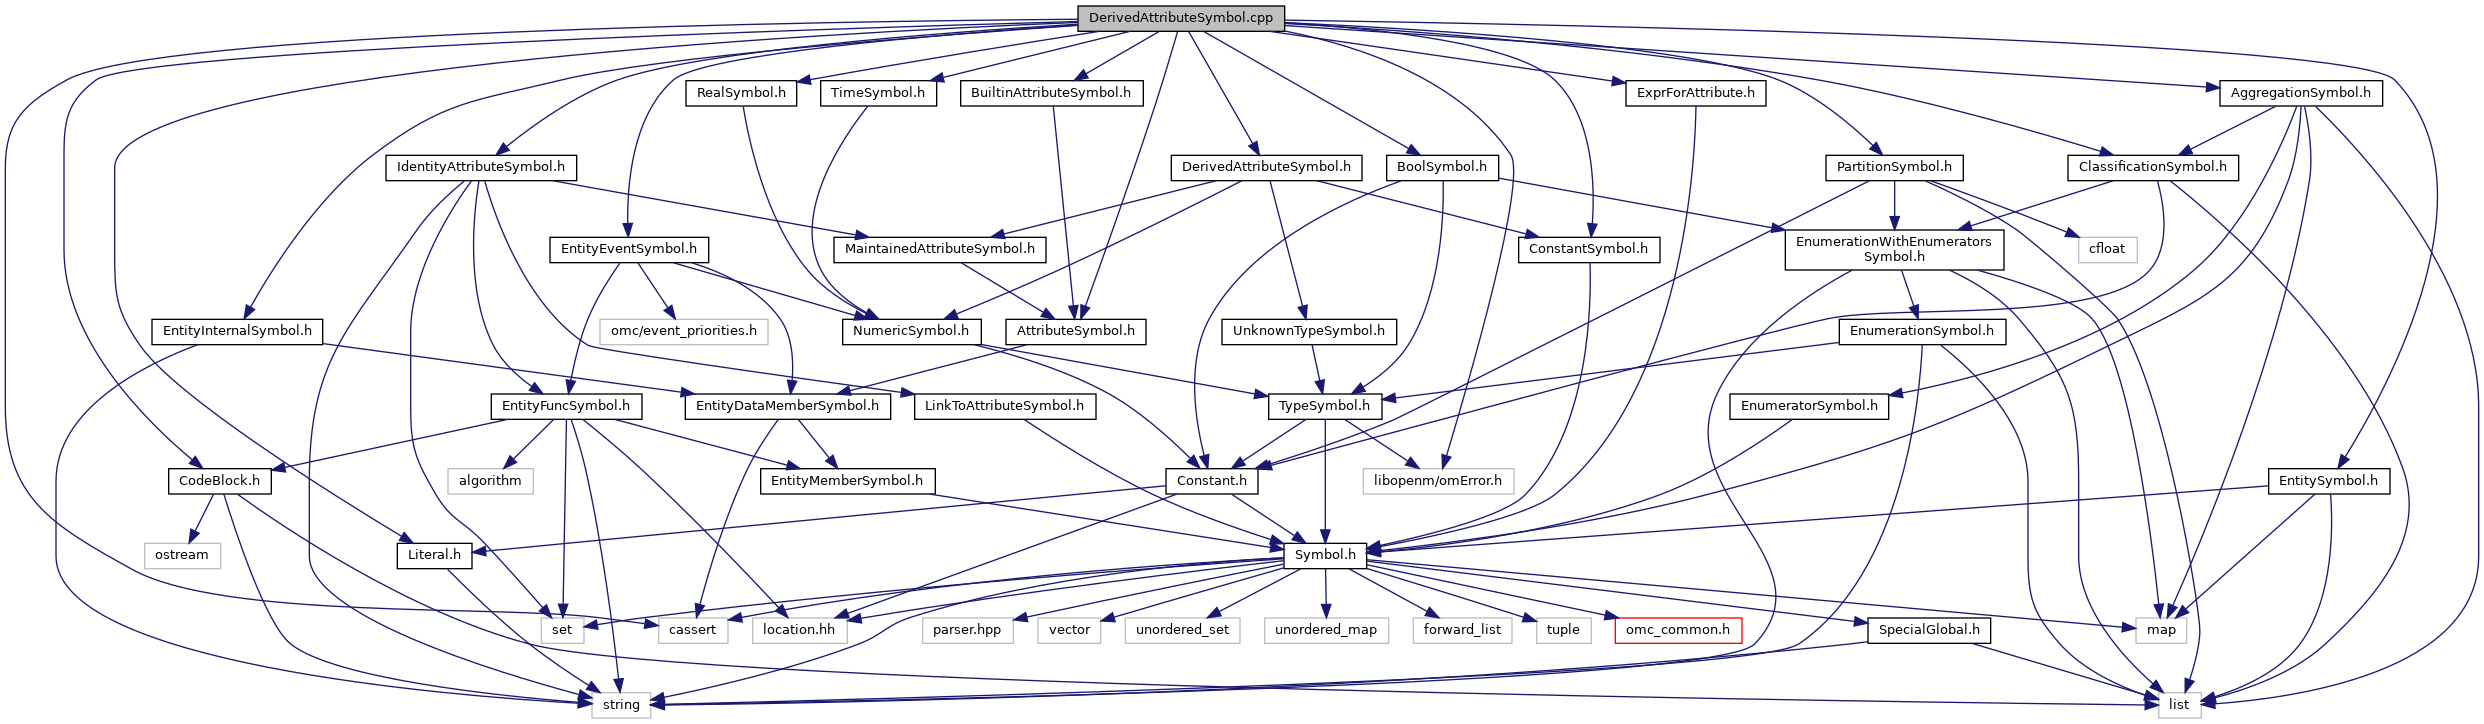 DerivedAttributeSymbol.cpp
RealSymbol.h
TimeSymbol.h
BuiltinAttributeSymbol.h
ExprForAttribute.h
AggregationSymbol.h
IdentityAttributeSymbol.h
DerivedAttributeSymbol.h
BoolSymbol.h
PartitionSymbol.h
ClassificationSymbol.h
EntityEventSymbol.h
MaintainedAttributeSymbol.h
ConstantSymbol.h
EnumerationWithEnumerators
Symbol.h
cfloat
EntityInternalSymbol.h
omc/event_priorities.h
NumericSymbol.h
AttributeSymbol.h
UnknownTypeSymbol.h
EnumerationSymbol.h
EntityFuncSymbol.h
EntityDataMemberSymbol.h
LinkToAttributeSymbol.h
TypeSymbol.h
EnumeratorSymbol.h
CodeBlock.h
algorithm
EntityMemberSymbol.h
Constant.h
libopenm/omError.h
EntitySymbol.h
ostream
Literal.h
Symbol.h
set
cassert
location.hh
parser.hpp
vector
unordered_set
unordered_map
forward_list
tuple
omc_common.h
SpecialGlobal.h
map
string
list